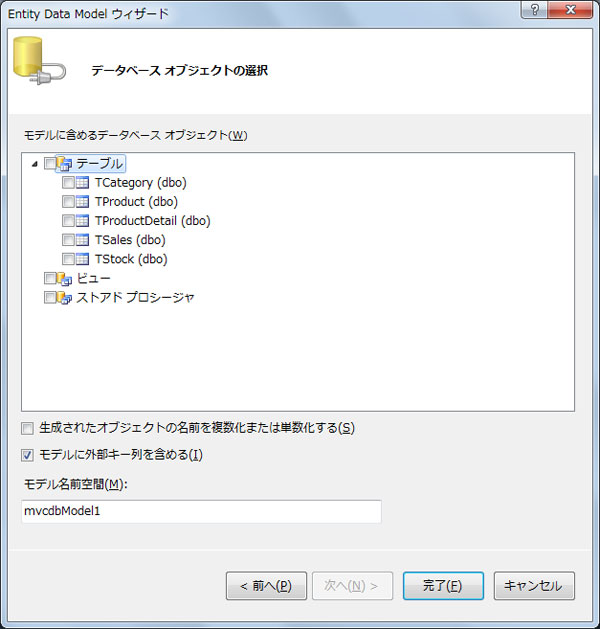 Entity Data Model ウィザード
データベース オブジェクトの選択
モデルに含めるデータベース オブジェクト(W)
テーブル
TCategory (dbo)
TProduct (dbo)
TProductDetail (dbo)
TSales (dbo)
TStock (dbo)
ビュー
ストアド プロシージャ
生成されたオブジェクトの名前を複数化または単数化する(S)
モデルに外部キー列を含める(I)
モデル名前空間(M):
mvcdbModel1
< 前へ(P) 次へ(N) > 完了(F) キャンセル